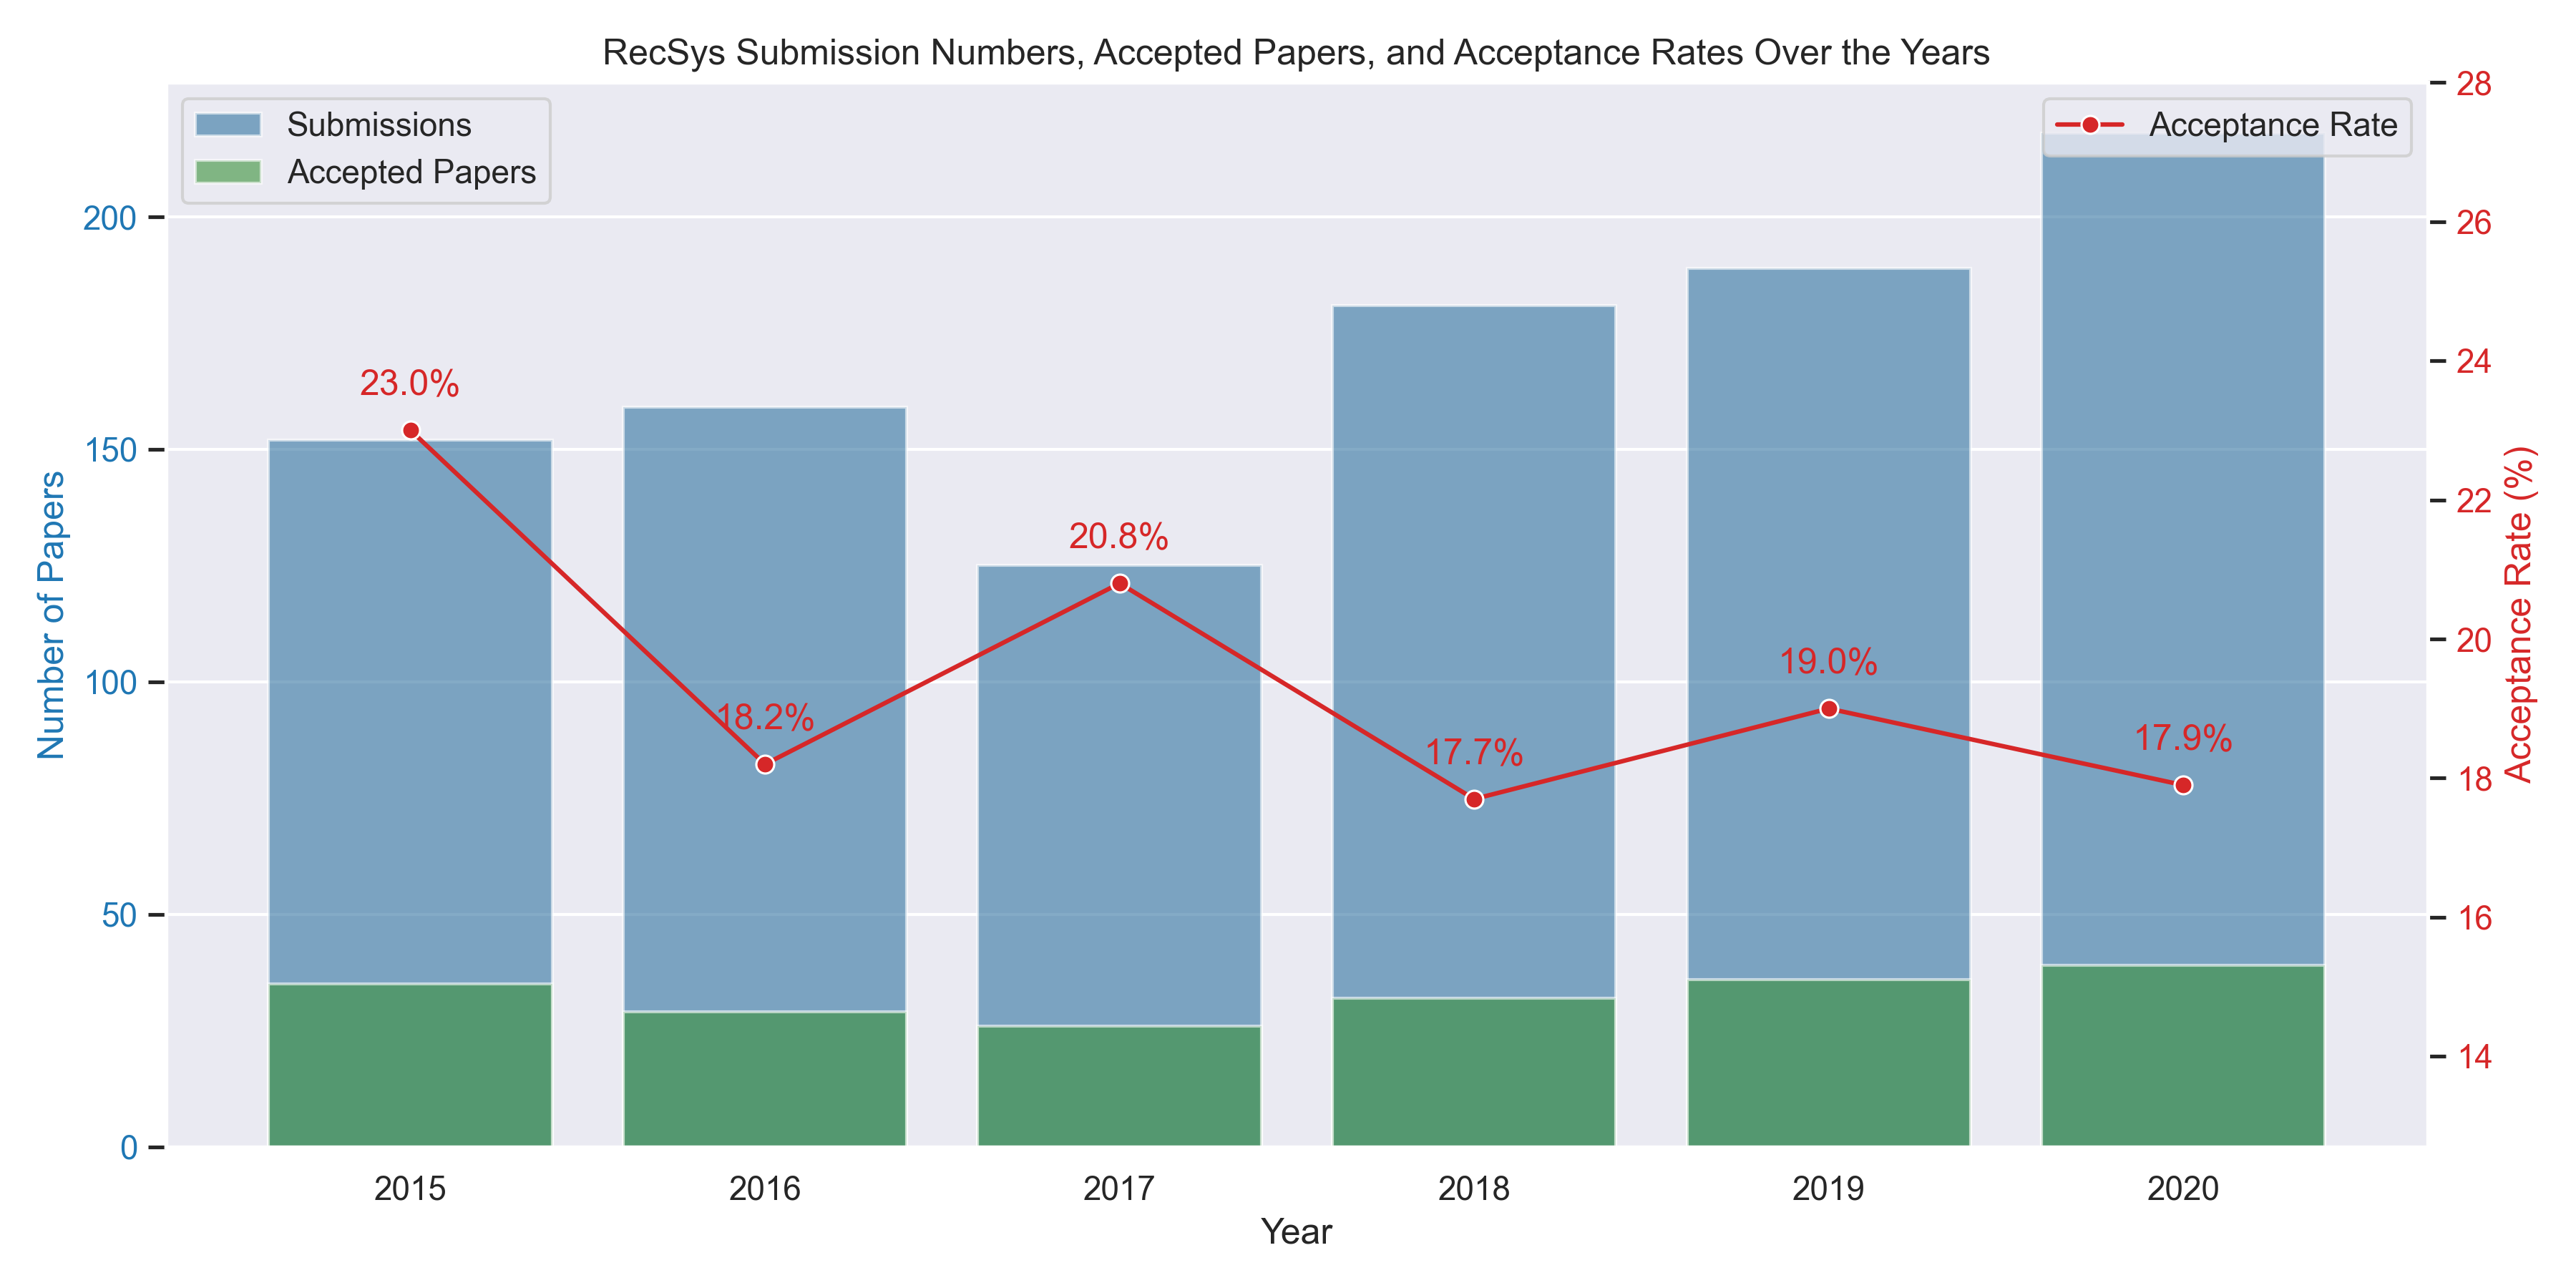 RecSys Submission Numbers, Accepted Papers, and Acceptance Rates Over the Years
Submissions
Accepted Papers
Acceptance Rate
Number of Papers
200
150
100
50
0
23.0%
18.2%
20.8%
17.7%
19.0%
17.9%
28
26
24
22
20
18
16
14
Acceptance Rate (%)
2015 2016 2017 2018 2019 2020
Year